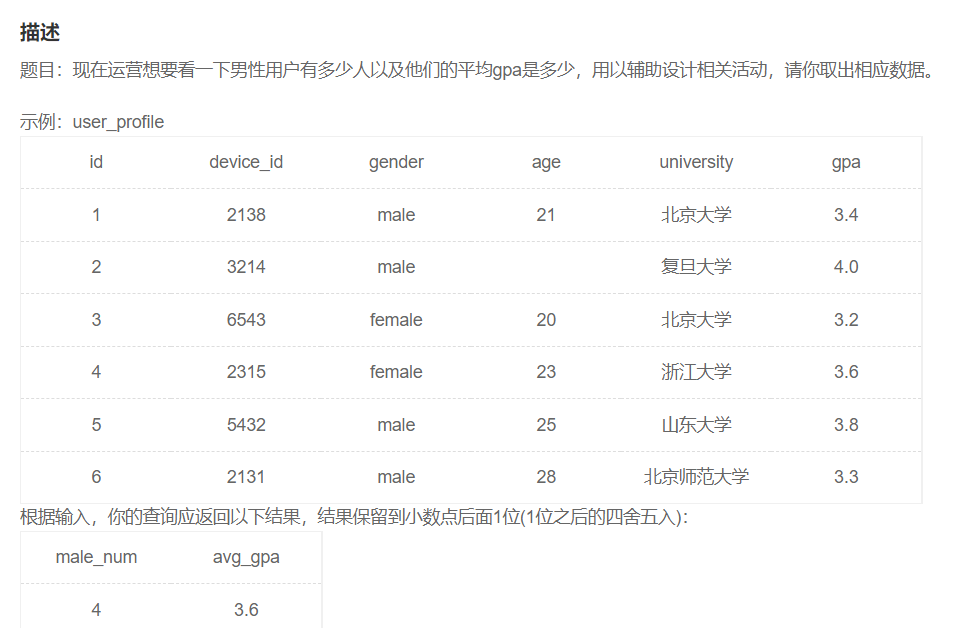 描述
题目：现在运营想要看一下男性用户有多少人以及他们的平均gpa是多少，用以辅助设计相关活动，请你取出相应数据。
示例：user_profile
id device_id gender age university gpa
1 2138 male 21 北京大学 3.4
2 3214 male 复旦大学 4.0
3 6543 female 20 北京大学 3.2
4 2315 female 23 浙江大学 3.6
5 5432 male 25 山东大学 3.8
6 2131 male 28 北京师范大学 3.3
根据输入，你的查询应返回以下结果，结果保留到小数点后面1位(1位之后的四舍五入)：
male_num avg_gpa
4 3.6